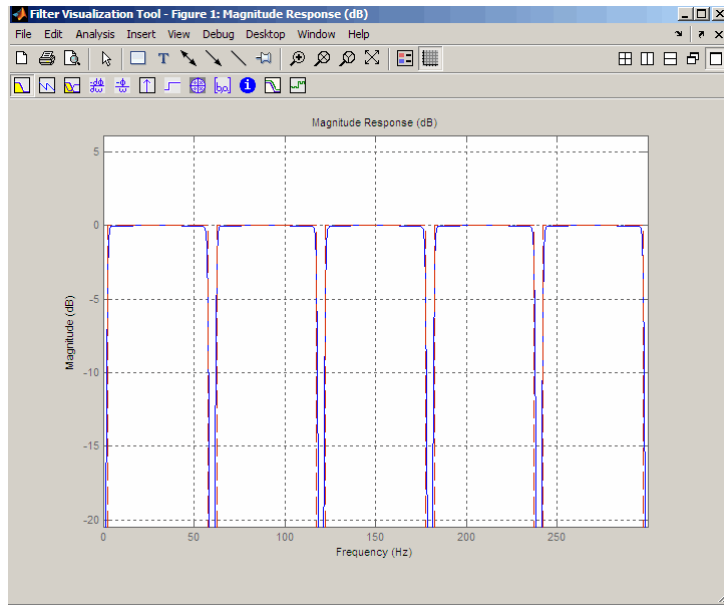 Filter Visualization Tool - Figure 1: Magnitude Response (dB)
File Edit Analysis Insert View Debug Desktop Window Help
Magnitude Response (dB)
5
0
-5
-10
-15
-20
Magnitude (dB)
0 50 100 150 200 250
Frequency (Hz)